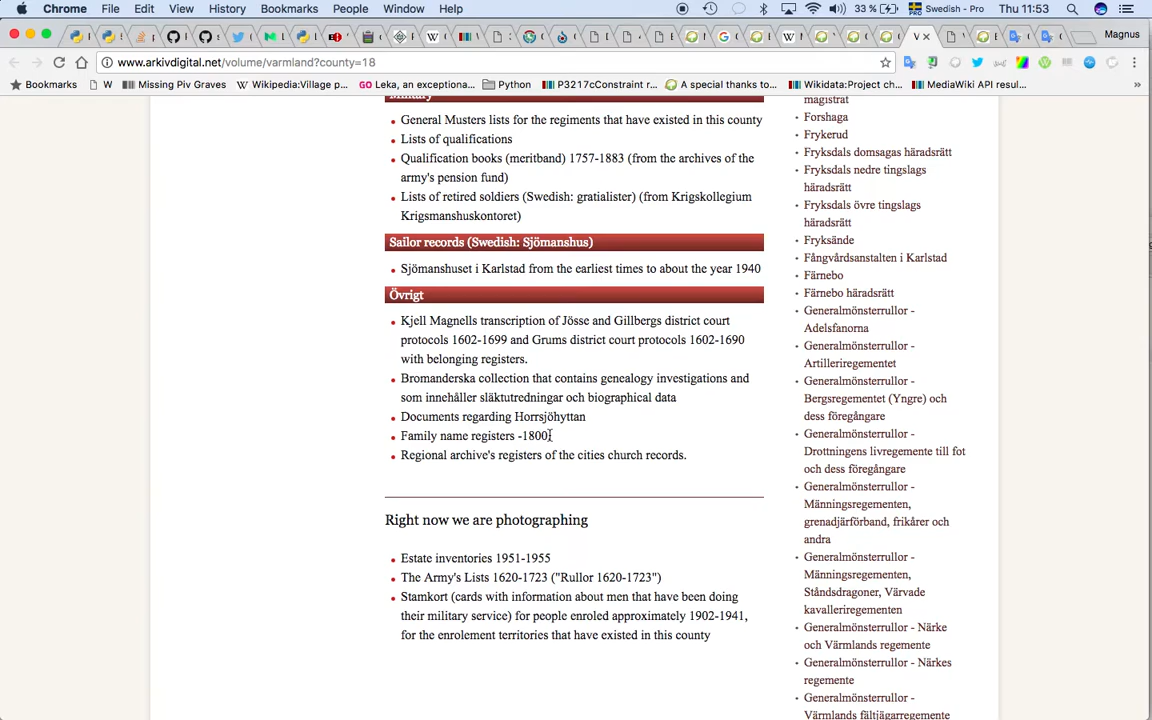 Chrome File Edit View History Bookmarks People Window Help 33 % Swedish - Pro Thu 11:53
Magnus
www.arkivdigital.net/volume/varmland?county=18
Bookmarks W Missing Piv Graves Wikipedia:Village p... Leka, an exceptiona... Python P3217cConstraint r... A special thanks to... Wikidata:Project ch... MediaWiki API resul...
Military
General Musters lists for the regiments that have existed in this county
Lists of qualifications
Qualification books (meritband) 1757-1883 (from the archives of the
army's pension fund)
Lists of retired soldiers (Swedish: gratialister) (from Krigskollegium
Krigsmanshuskontoret)
Sailor records (Swedish: Sjömanshus)
Sjömanshuset i Karlstad from the earliest times to about the year 1940
Övrigt
Kjell Magnells transcription of Jösse and Gillbergs district court
protocols 1602-1699 and Grums district court protocols 1602-1690
with belonging registers.
Bromanderska collection that contains genealogy investigations and
som innehåller släktutredningar och biographical data
Documents regarding Horrsjöhyttan
Family name registers -1800
Regional archive's registers of the cities church records.
Right now we are photographing
Estate inventories 1951-1955
The Army's Lists 1620-1723 ("Rullor 1620-1723")
Stamkort (cards with information about men that have been doing
their military service) for people enroled approximately 1902-1941,
for the enrolement territories that have existed in this county
magistrat
Forshaga
Frykerud
Fryksdals domsagas häradsrätt
Fryksdals nedre tingslags
häradsrätt
Fryksdals övre tingslags
häradsrätt
Fryksände
Fångvårdsanstalten i Karlstad
Färnebo
Färnebo häradsrätt
Generalmönsterrullor -
Adelsfanorna
Generalmönsterrullor -
Artilleriregementet
Generalmönsterrullor -
Bergsregementet (Yngre) och
dess föregångare
Generalmönsterrullor -
Drottningens livregemente till fot
och dess föregångare
Generalmönsterrullor -
Männingsregementen,
grenadjärförband, frikårer och
andra
Generalmönsterrullor -
Männingsregementen,
Ståndsdragoner, Värvade
kavalleriregementen
Generalmönsterrullor - Närke
och Värmlands regemente
Generalmönsterrullor - Närkes
regemente
Generalmönsterrullor -
Värmlands fältjägarregemente